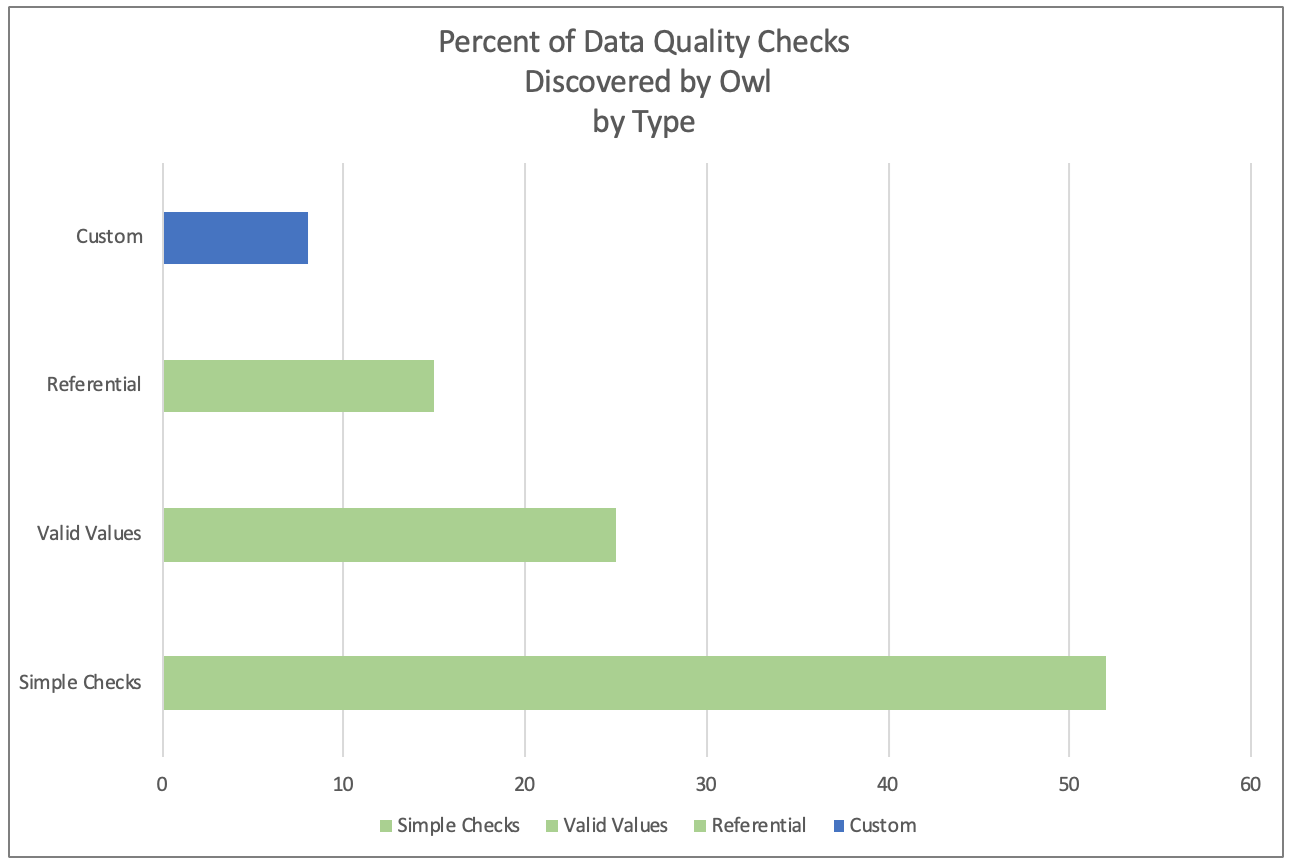 Percent of Data Quality Checks
Discovered by Owl
by Type
Custom
Referential
Valid Values
Simple Checks
0 10 20 30 40 50 60
Simple Checks Valid Values Referential Custom